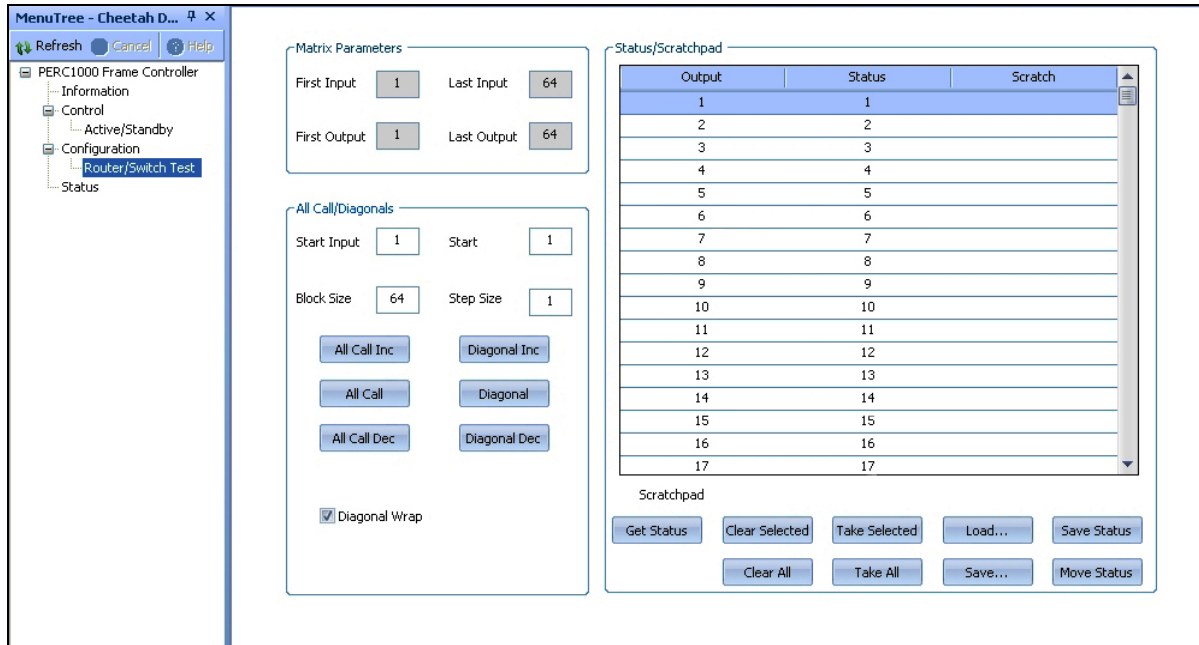 MenuTree - Cheetah D...
Refresh Cancel Help
PERC1000 Frame Controller
Information
Control
Active/Standby
Configuration
Router/Switch Test
Status
Matrix Parameters
First Input 1 Last Input 64
First Output 1 Last Output 64
All Call/Diagonals
Start Input 1 Start 1
Block Size 64 Step Size 1
All Call Inc Diagonal Inc
All Call Diagonal
All Call Dec Diagonal Dec
Diagonal Wrap
Status/Scratchpad
Output Status Scratch
1 1
2 2
3 3
4 4
5 5
6 6
7 7
8 8
9 9
10 10
11 11
12 12
13 13
14 14
15 15
16 16
17 17
Scratchpad
Get Status Clear Selected Take Selected Load... Save Status
Clear All Take All Save... Move Status